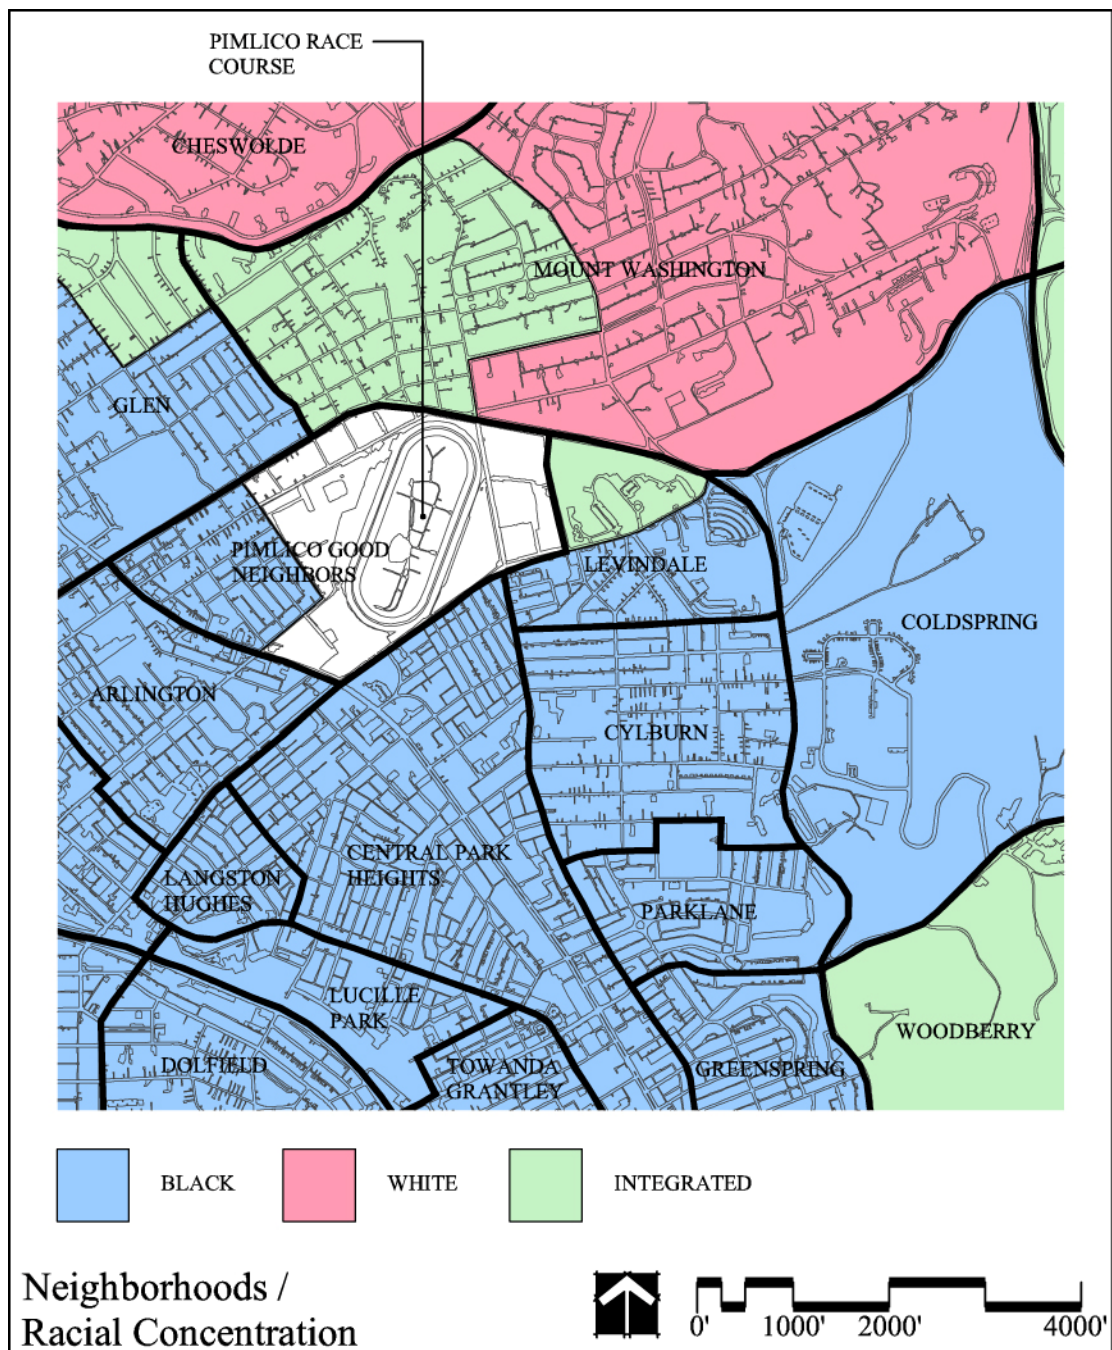 PIMLICO RACE
COURSE
CHESWOLDE
MOUNT WASHINGTON
GLEN
PIMLICO GOOD
NEIGHBORS
LEVINDALE
COLDSPRING
ARLINGTON
CYLBURN
CENTRAL PARK
HEIGHTS
LANGSTON
HUGHES
PARKLANE
LUCILLE
PARK
WOODBERRY
DOLFIELD
TOWANDA
GRANTLEY
GREENSPRING
BLACK
WHITE
INTEGRATED
Neighborhoods /
Racial Concentration
0' 1000' 2000' 4000'